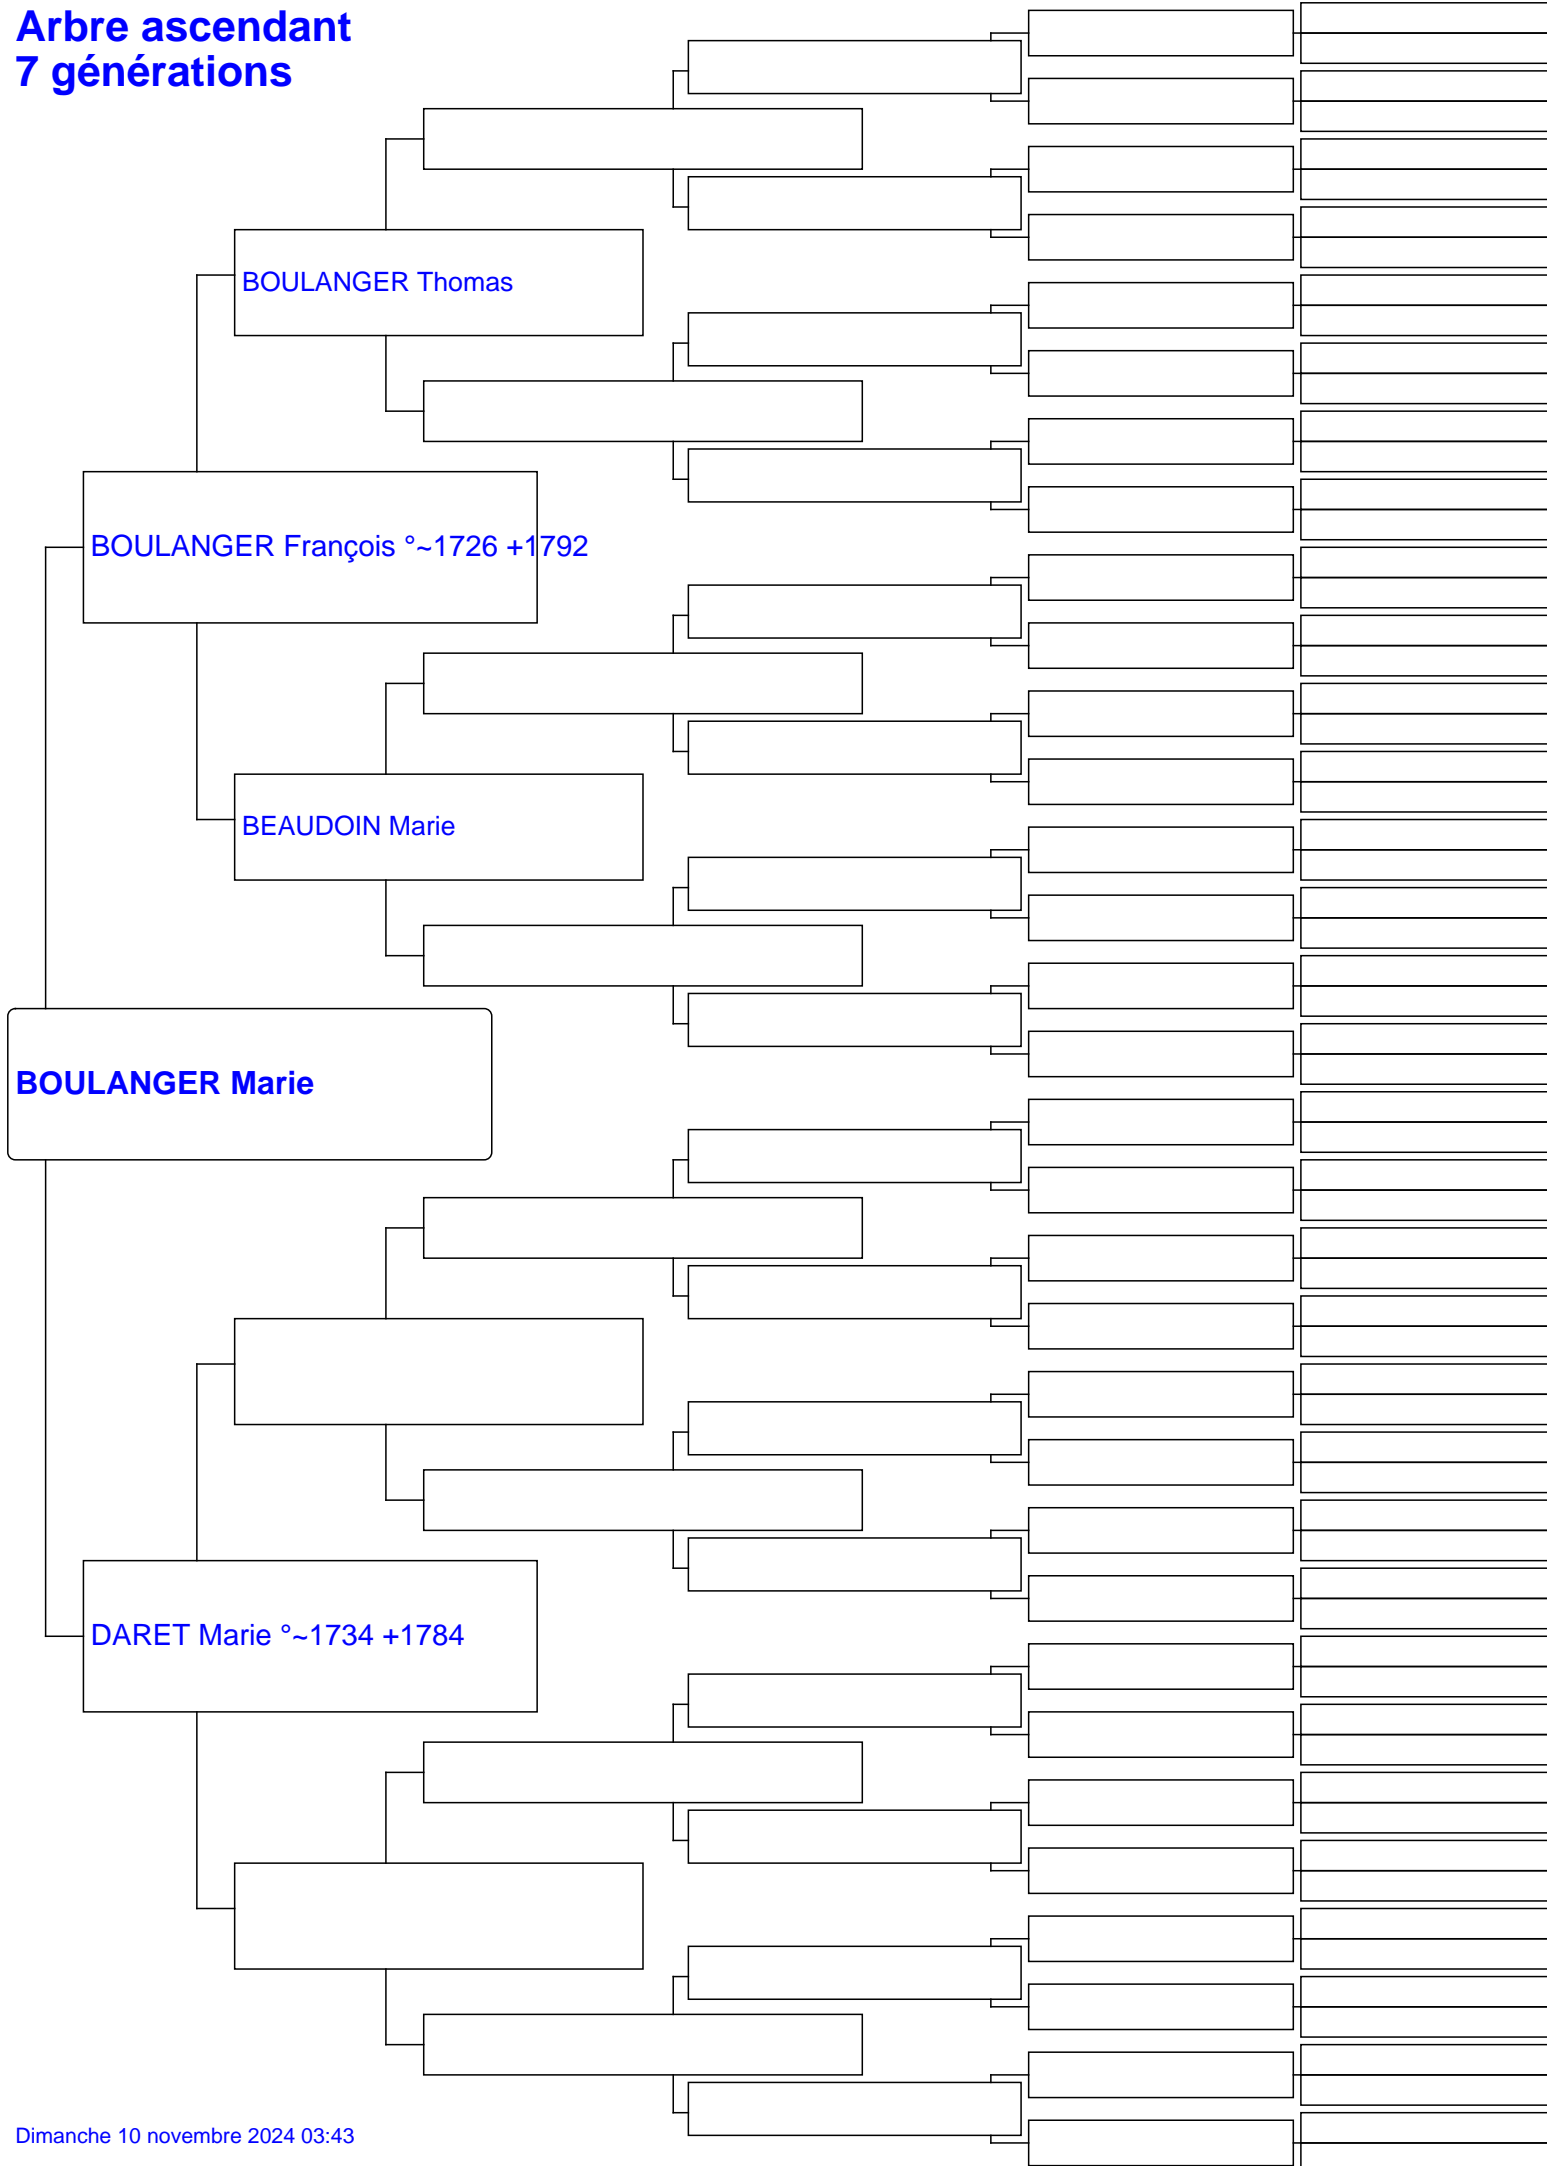 Arbre ascendant
7 générations
BOULANGER Thomas
BOULANGER François °~1726 +1792
BEAUDOIN Marie
BOULANGER Marie
DARET Marie °~1734 +1784
Dimanche 10 novembre 2024 03:43